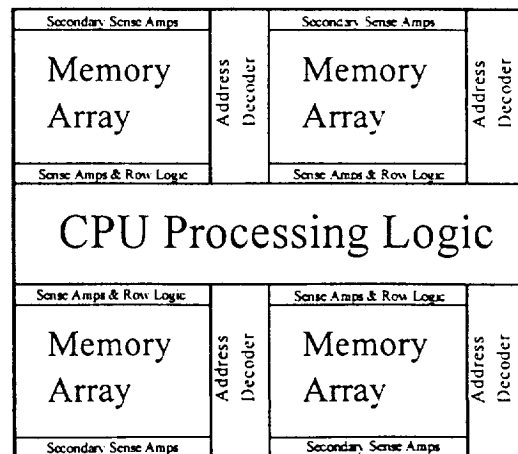 Secondary Sense Amps
Memory
Array
Address
Decoder
Sense Amps & Row Logic
Secondary Sense Amps
Memory
Array
Address
Decoder
Sense Amps & Row Logic
CPU Processing Logic
Sense Amps & Row Logic
Memory
Array
Address
Decoder
Secondary Sense Amps
Sense Amps & Row Logic
Memory
Array
Address
Decoder
Secondary Sense Amps